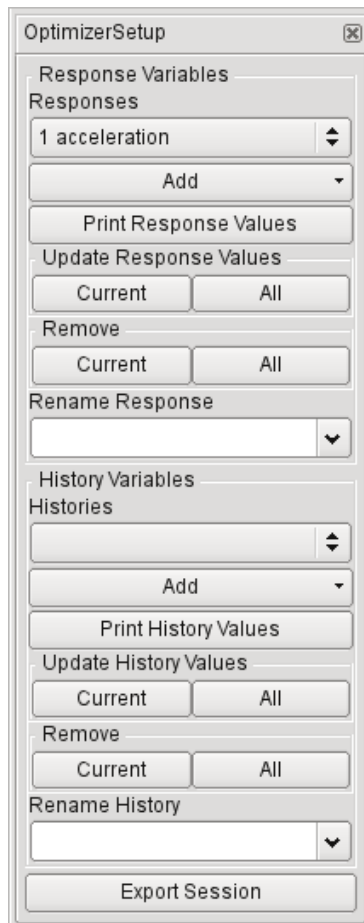 OptimizerSetup
Response Variables
Responses
1 acceleration
Add
Print Response Values
Update Response Values
Current All
Remove
Current All
Rename Response
History Variables
Histories
Add
Print History Values
Update History Values
Current All
Remove
Current All
Rename History
Export Session